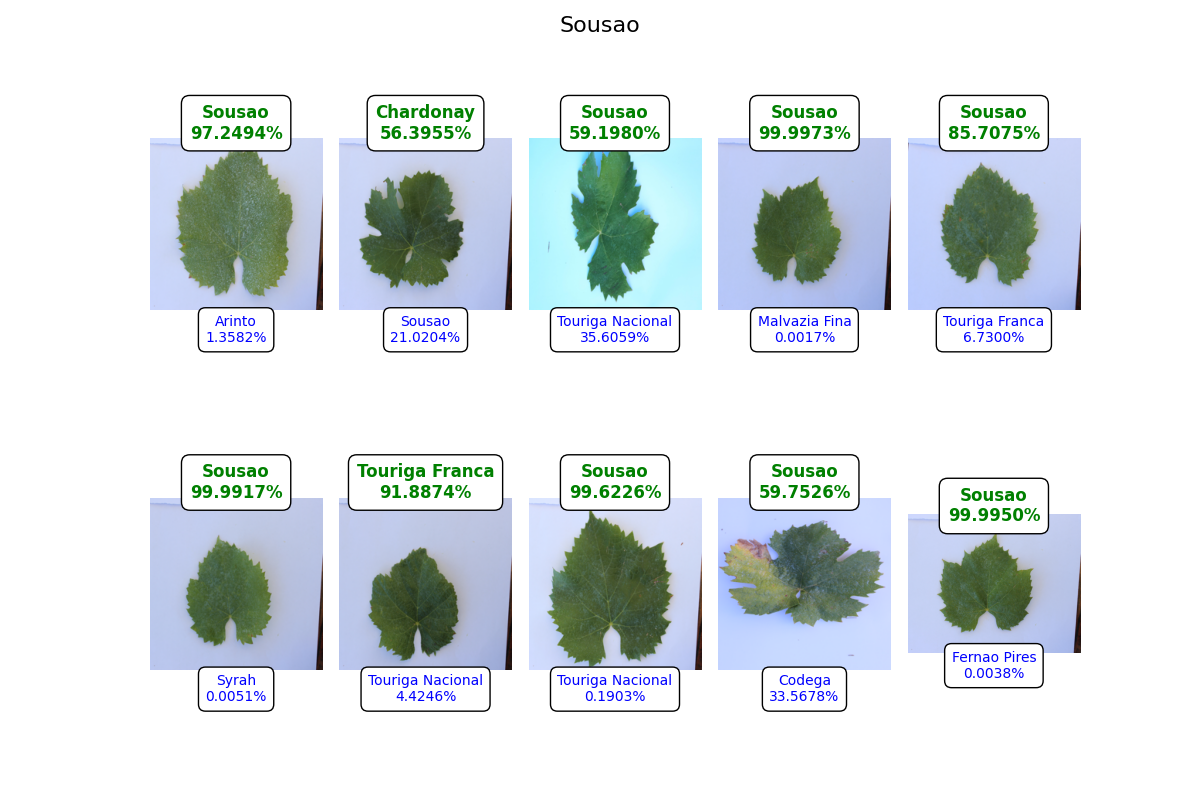 Sousao
Sousao
97.2494%
Chardonay
56.3955%
Sousao
59.1980%
Sousao
99.9973%
Sousao
85.7075%
Arinto
1.3582%
Sousao
21.0204%
Touriga Nacional
35.6059%
Malvazia Fina
0.0017%
Touriga Franca
6.7300%
Sousao
99.9917%
Touriga Franca
91.8874%
Sousao
99.6226%
Sousao
59.7526%
Sousao
99.9950%
Syrah
0.0051%
Touriga Nacional
4.4246%
Touriga Nacional
0.1903%
Codega
33.5678%
Fernao Pires
0.0038%